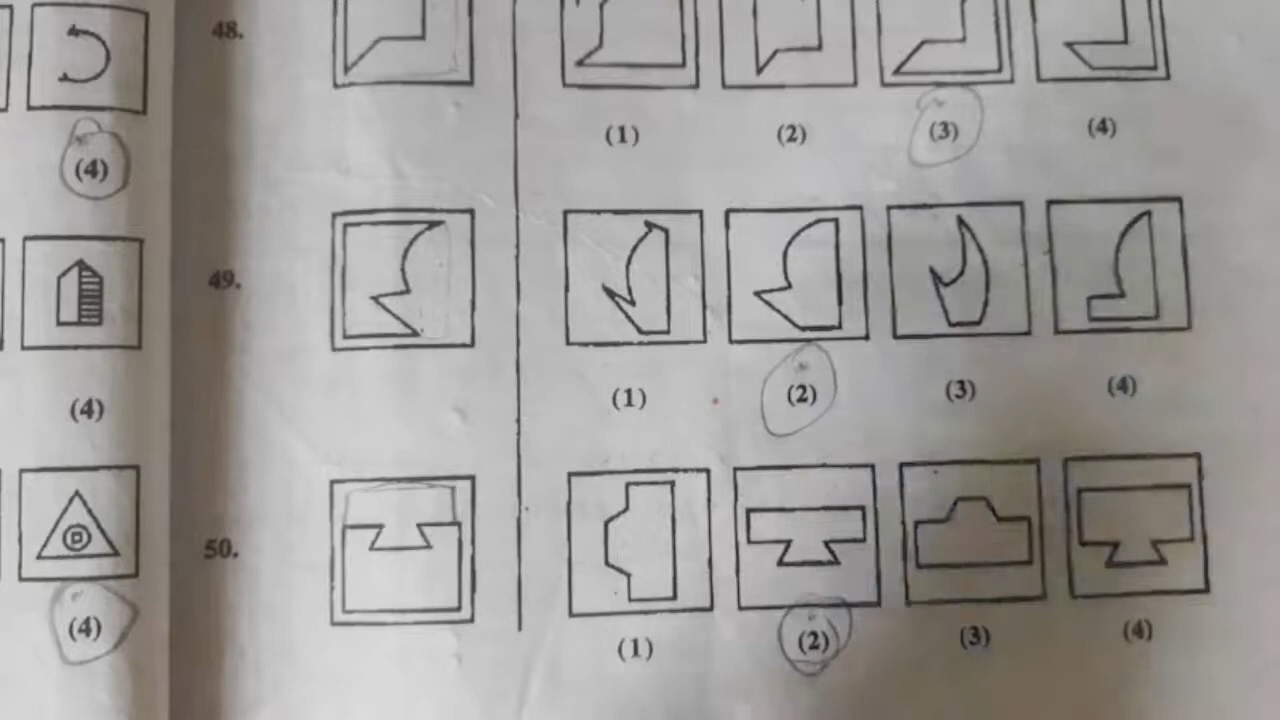 48.
(1) (2) (3) (4)
(4)
49.
(1) (2) (3) (4)
(4)
50.
(1) (2) (3) (4)
(4)